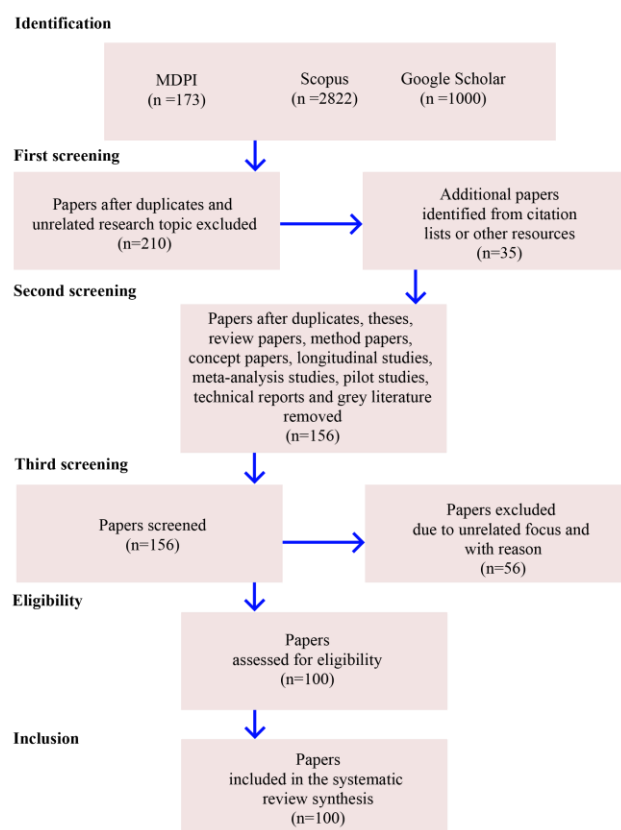 Identification
MDPI
(n =173)
Scopus
(n =2822)
Google Scholar
(n =1000)
First screening
Papers after duplicates and
unrelated research topic excluded
(n=210)
Additional papers
identified from citation
lists or other resources
(n=35)
Second screening
Papers after duplicates, theses,
review papers, method papers,
concept papers, longitudinal studies,
meta-analysis studies, pilot studies,
technical reports and grey literature
removed
(n=156)
Third screening
Papers screened
(n=156)
Papers excluded
due to unrelated focus and
with reason
(n=56)
Eligibility
Papers
assessed for eligibility
(n=100)
Inclusion
Papers
included in the systematic
review synthesis
(n=100)